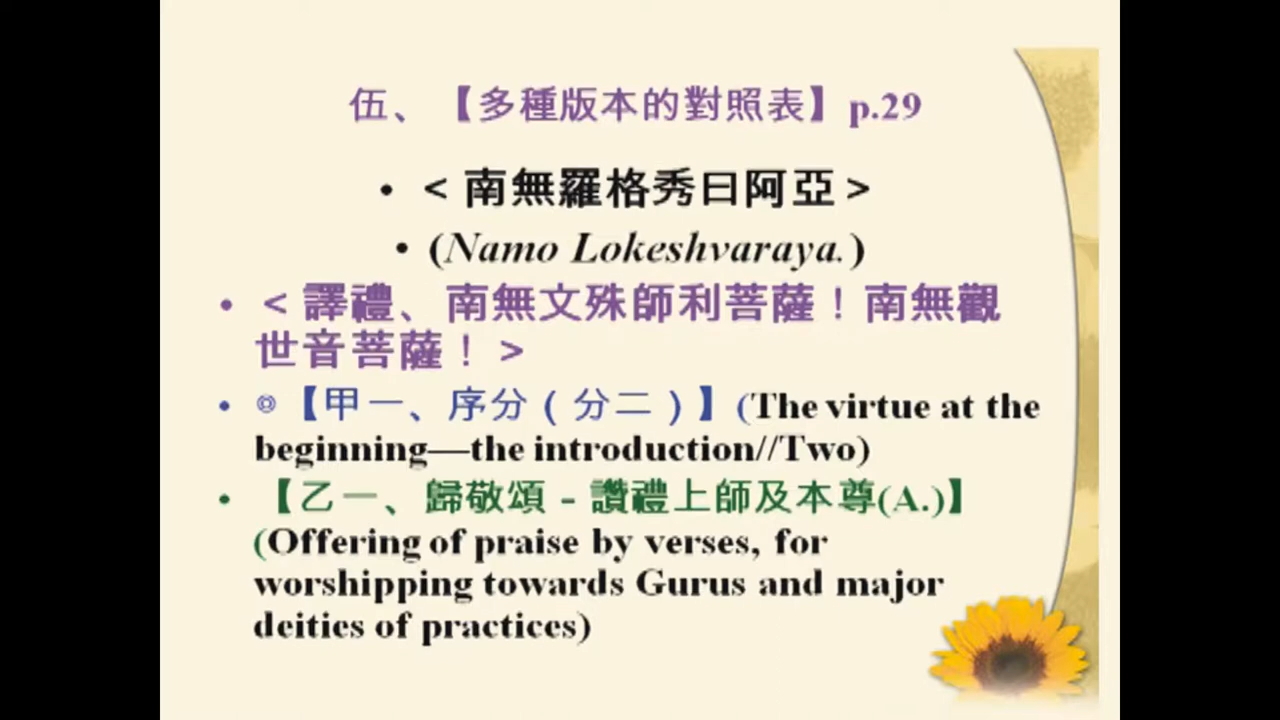 伍、【多種版本的對照表】p.29
• < 南無羅格秀曰阿亞 >
• (Namo Lokeshvaraya.)
• < 譯禮、南無文殊師利菩薩！南無觀
世音菩薩！ >
• ◎【甲一、序分（分二）】(The virtue at the
beginning—the introduction//Two)
• 【乙一、歸敬頌－讚禮上師及本尊(A.)】
(Offering of praise by verses, for
worshipping towards Gurus and major
deities of practices)